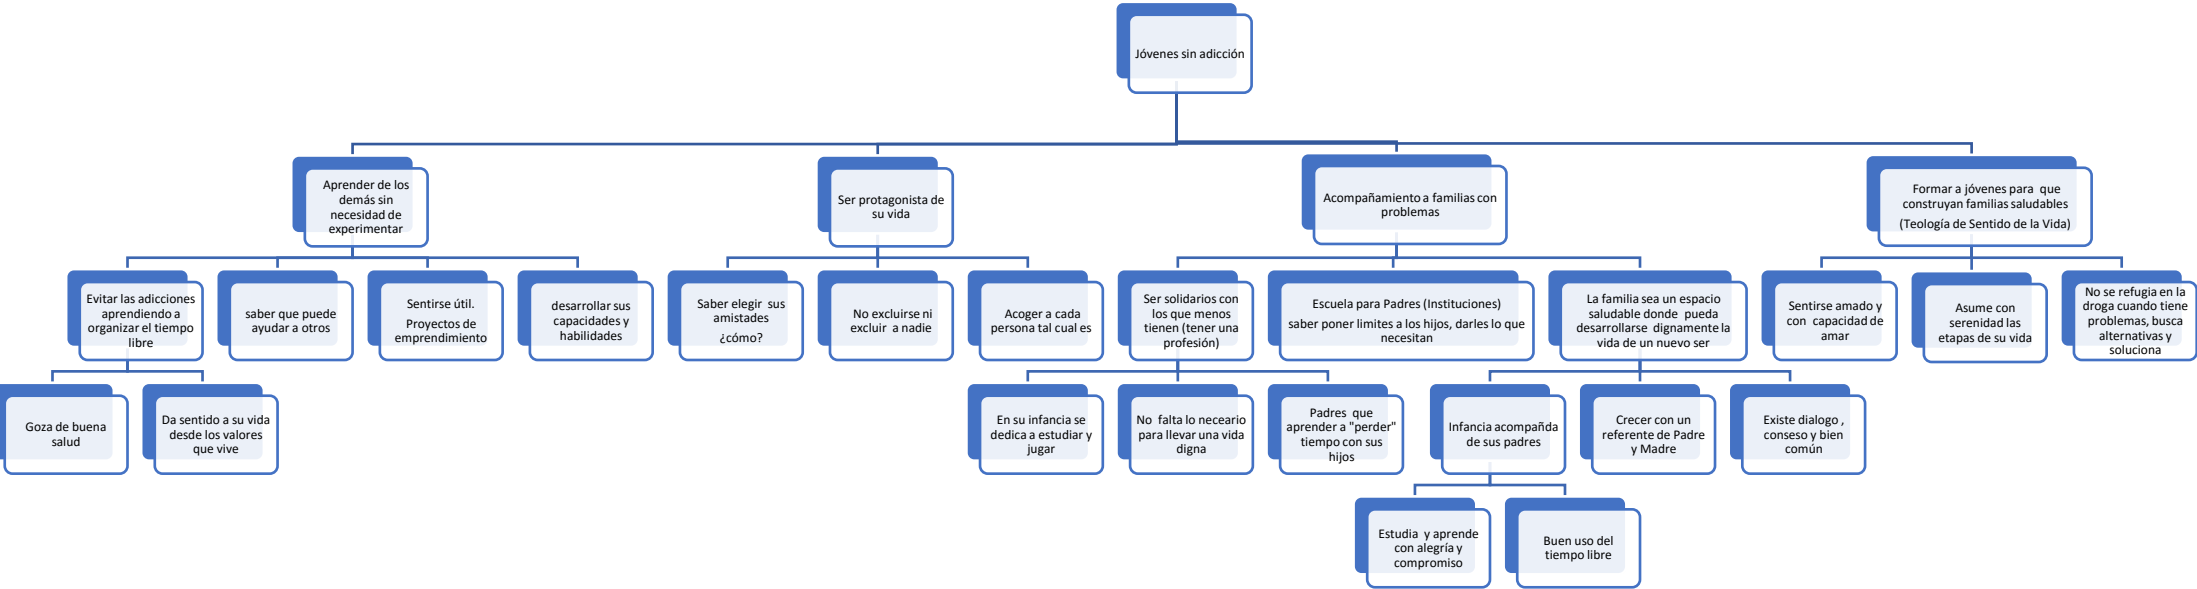 Jóvenes sin adicción
Aprender de los
demás sin
necesidad de
experimentar
Ser protagonista de
su vida
Acompañamiento a familias con
problemas
Formar a jóvenes para que
construyan familias saludables
(Teología de Sentido de la Vida)
Evitar las adicciones
aprendiendo a
organizar el tiempo
libre
saber que puede
ayudar a otros
Sentirse útil.
Proyectos de
emprendimiento
desarrollar sus
capacidades y
habilidades
Saber elegir sus
amistades
¿cómo?
No excluirse ni
excluir a nadie
Acoger a cada
persona tal cual es
Ser solidarios con
los que menos
tienen (tener una
profesión)
Escuela para Padres (Instituciones)
saber poner limites a los hijos, darles lo que
necesitan
La familia sea un espacio
saludable donde pueda
desarrollarse dignamente la
vida de un nuevo ser
Sentirse amado y
con capacidad de
amar
Asume con
serenidad las
etapas de su vida
No se refugia en la
droga cuando tiene
problemas, busca
alternativas y
soluciona
Goza de buena
salud
Da sentido a su vida
desde los valores
que vive
En su infancia se
dedica a estudiar y
jugar
No falta lo neceario
para llevar una vida
digna
Padres que
aprender a "perder"
tiempo con sus
hijos
Infancia acompañda
de sus padres
Crecer con un
referente de Padre
y Madre
Existe dialogo ,
conseso y bien
común
Estudia y aprende
con alegría y
compromiso
Buen uso del
tiempo libre